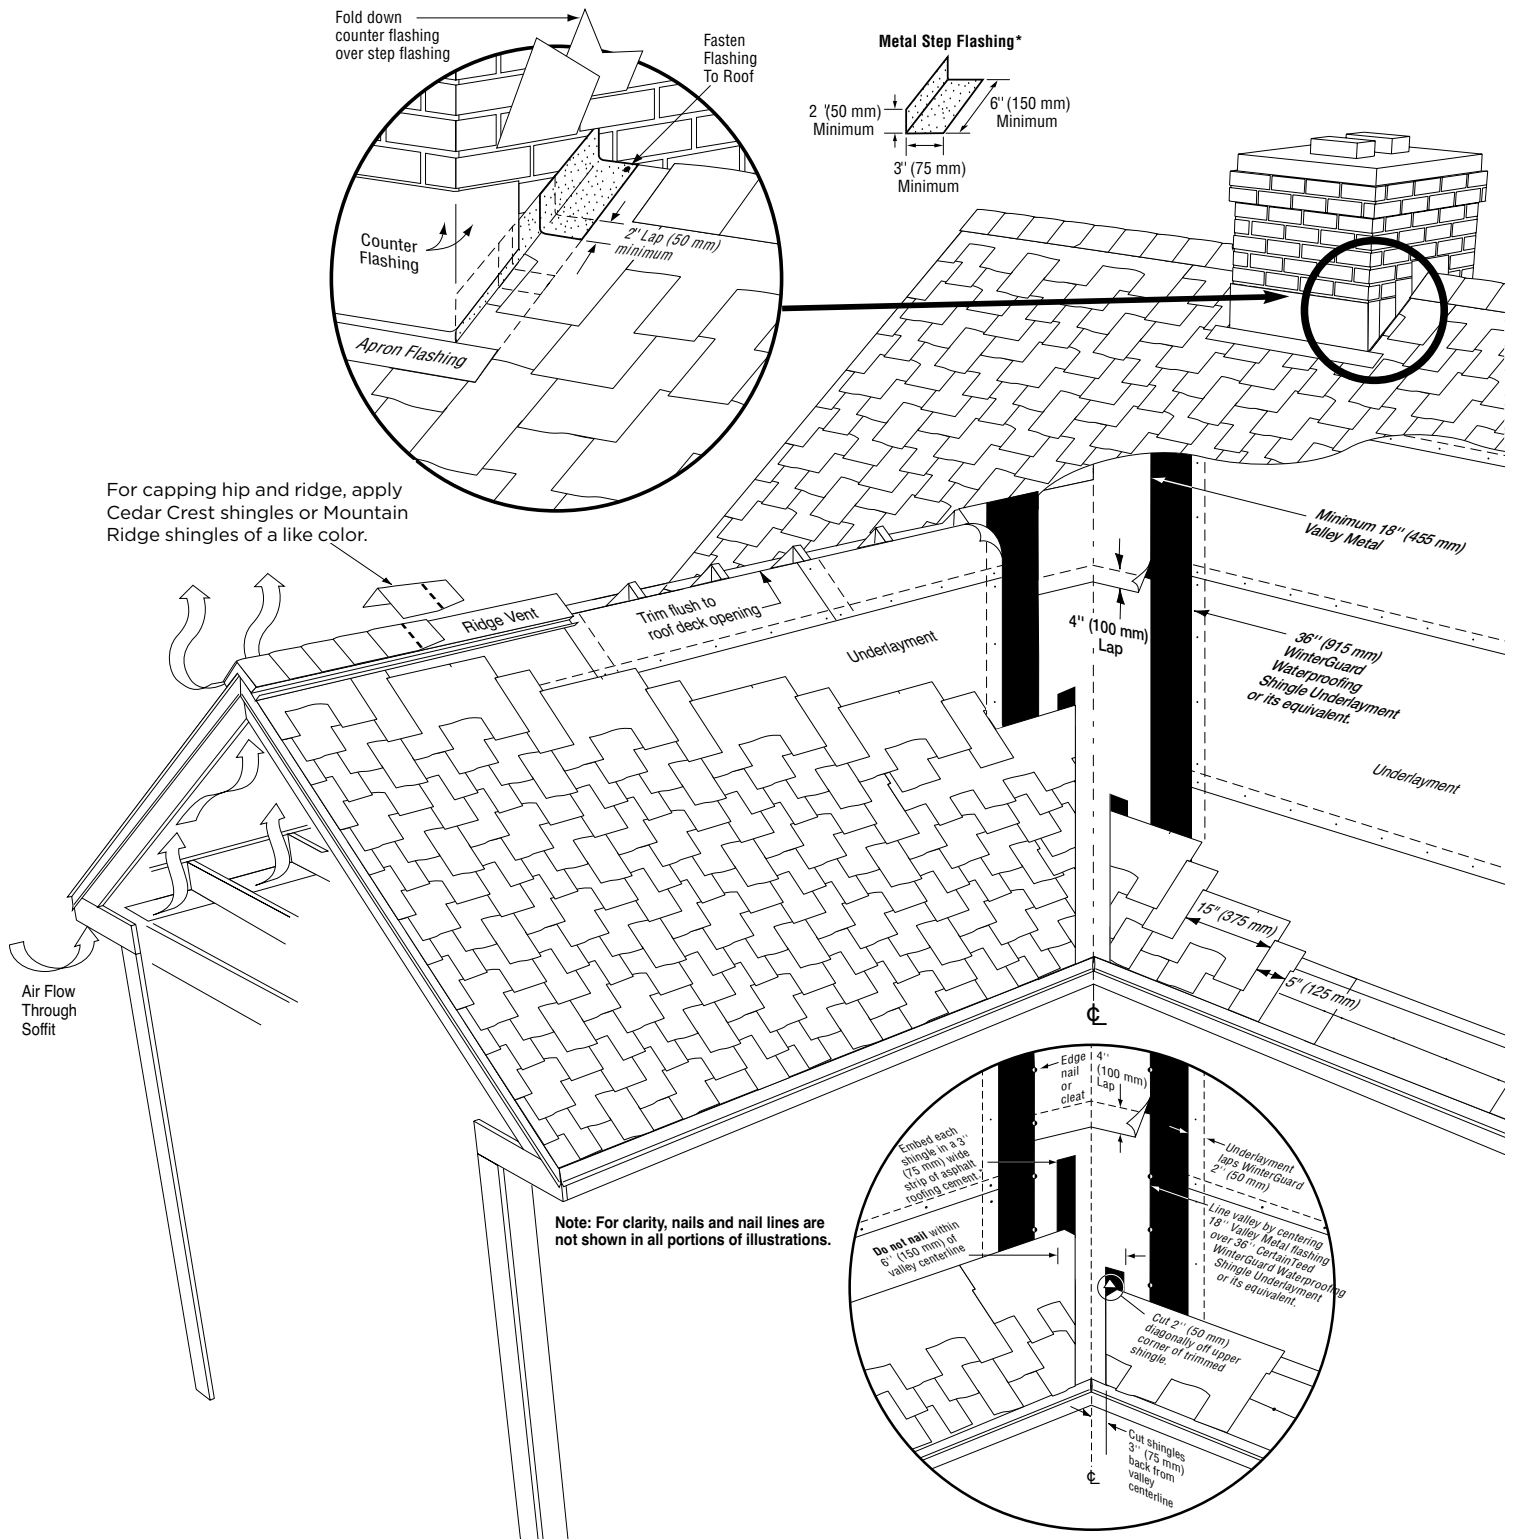 Fold down
counter flashing
over step flashing
Fasten
Flashing
To Roof
Metal Step Flashing*
2 '(50 mm)
Minimum
6'' (150 mm)
Minimum
3'' (75 mm)
Minimum
Counter
Flashing
2' Lap (50 mm)
minimum
Apron Flashing
For capping hip and ridge, apply
Cedar Crest shingles or Mountain
Ridge shingles of a like color.
Ridge Vent
Trim flush to
roof deck opening
Underlayment
4'' (100 mm)
Lap
Minimum 18'' (455 mm)
Valley Metal
36'' (915 mm)
WinterGuard
Waterproofing
Shingle Underlayment
or its equivalent.
Underlayment
15" (375 mm)
5" (125 mm)
Air Flow
Through
Soffit
℄
Note: For clarity, nails and nail lines are
not shown in all portions of illustrations.
Edge
nail
or
cleat
4''
(100 mm)
Lap
Embed each
shingle in a 3''
(75 mm) wide
strip of asphalt
roofing cement.
Do not nail within
6'' (150 mm) of
valley centerline
Underlayment
laps WinterGuard
2'' (50 mm)
Line valley by centering
18'' Valley Metal flashing
over 36'' CertainTeed
WinterGuard Waterproofing
Shingle Underlayment
or its equivalent.
Cut 2'' (50 mm)
diagonally off upper
corner of trimmed
shingle.
Cut shingles
3'' (75 mm)
back from
valley
centerline
℄